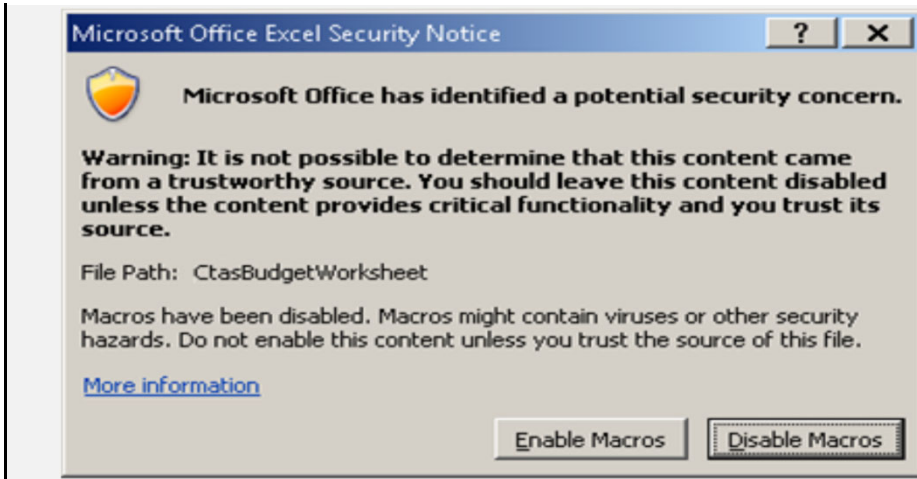 Microsoft Office Excel Security Notice
Microsoft Office has identified a potential security concern.
Warning: It is not possible to determine that this content came
from a trustworthy source. You should leave this content disabled
unless the content provides critical functionality and you trust its
source.
File Path: CtasBudgetWorksheet
Macros have been disabled. Macros might contain viruses or other security
hazards. Do not enable this content unless you trust the source of this file.
More information
Enable Macros Disable Macros